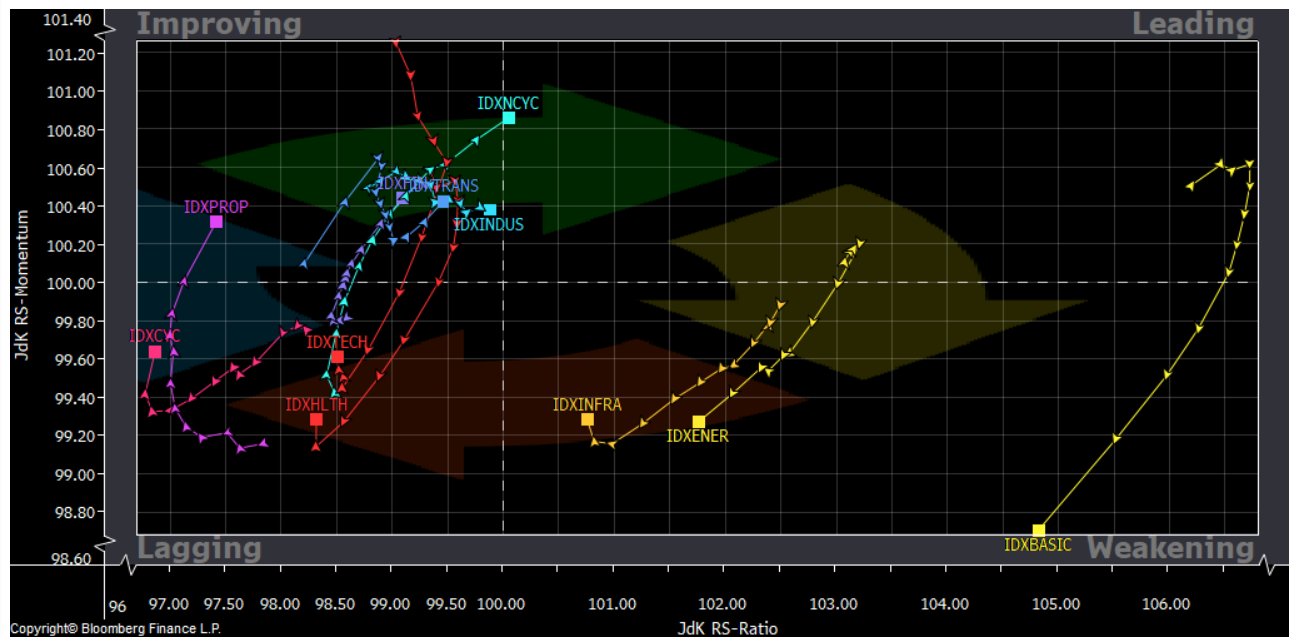 101.40
Improving
Leading
101.20
101.00
100.80
IDXNCYC
100.60
IDXTRANS
100.40
IDXPROP
IDXINDUS
100.20
100.00
99.80
IDXCYC
IDXTECH
99.60
99.40
IDXHLTH
IDXINFRA
IDXENER
99.20
99.00
98.80
IDXBASIC
98.60
Lagging
Weakening
JdK RS-Momentum
96 97.00 97.50 98.00 98.50 99.00 99.50 100.00 101.00 102.00 103.00 104.00 105.00 106.00
Copyright© Bloomberg Finance L.P.
JdK RS-Ratio